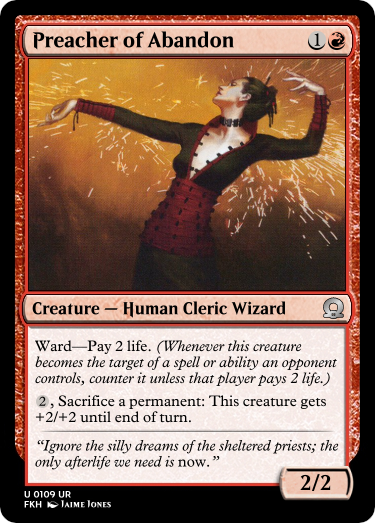 Preacher of Abandon 1
Creature — Human Cleric Wizard
Ward—Pay 2 life. (Whenever this creature
becomes the target of a spell or ability an opponent
controls, counter it unless that player pays 2 life.)
2, Sacrifice a permanent: This creature gets
+2/+2 until end of turn.
“Ignore the silly dreams of the sheltered priests; the
only afterlife we need is now.”
2/2
U 0109 UR
FKH Jaime Jones